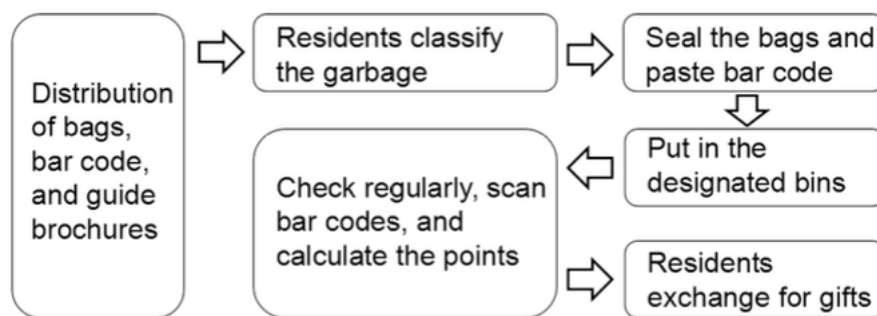 Distribution
of bags,
bar code,
and guide
brochures
Residents classify
the garbage
Seal the bags and
paste bar code
Put in the
designated bins
Check regularly, scan
bar codes, and
calculate the points
Residents
exchange for gifts